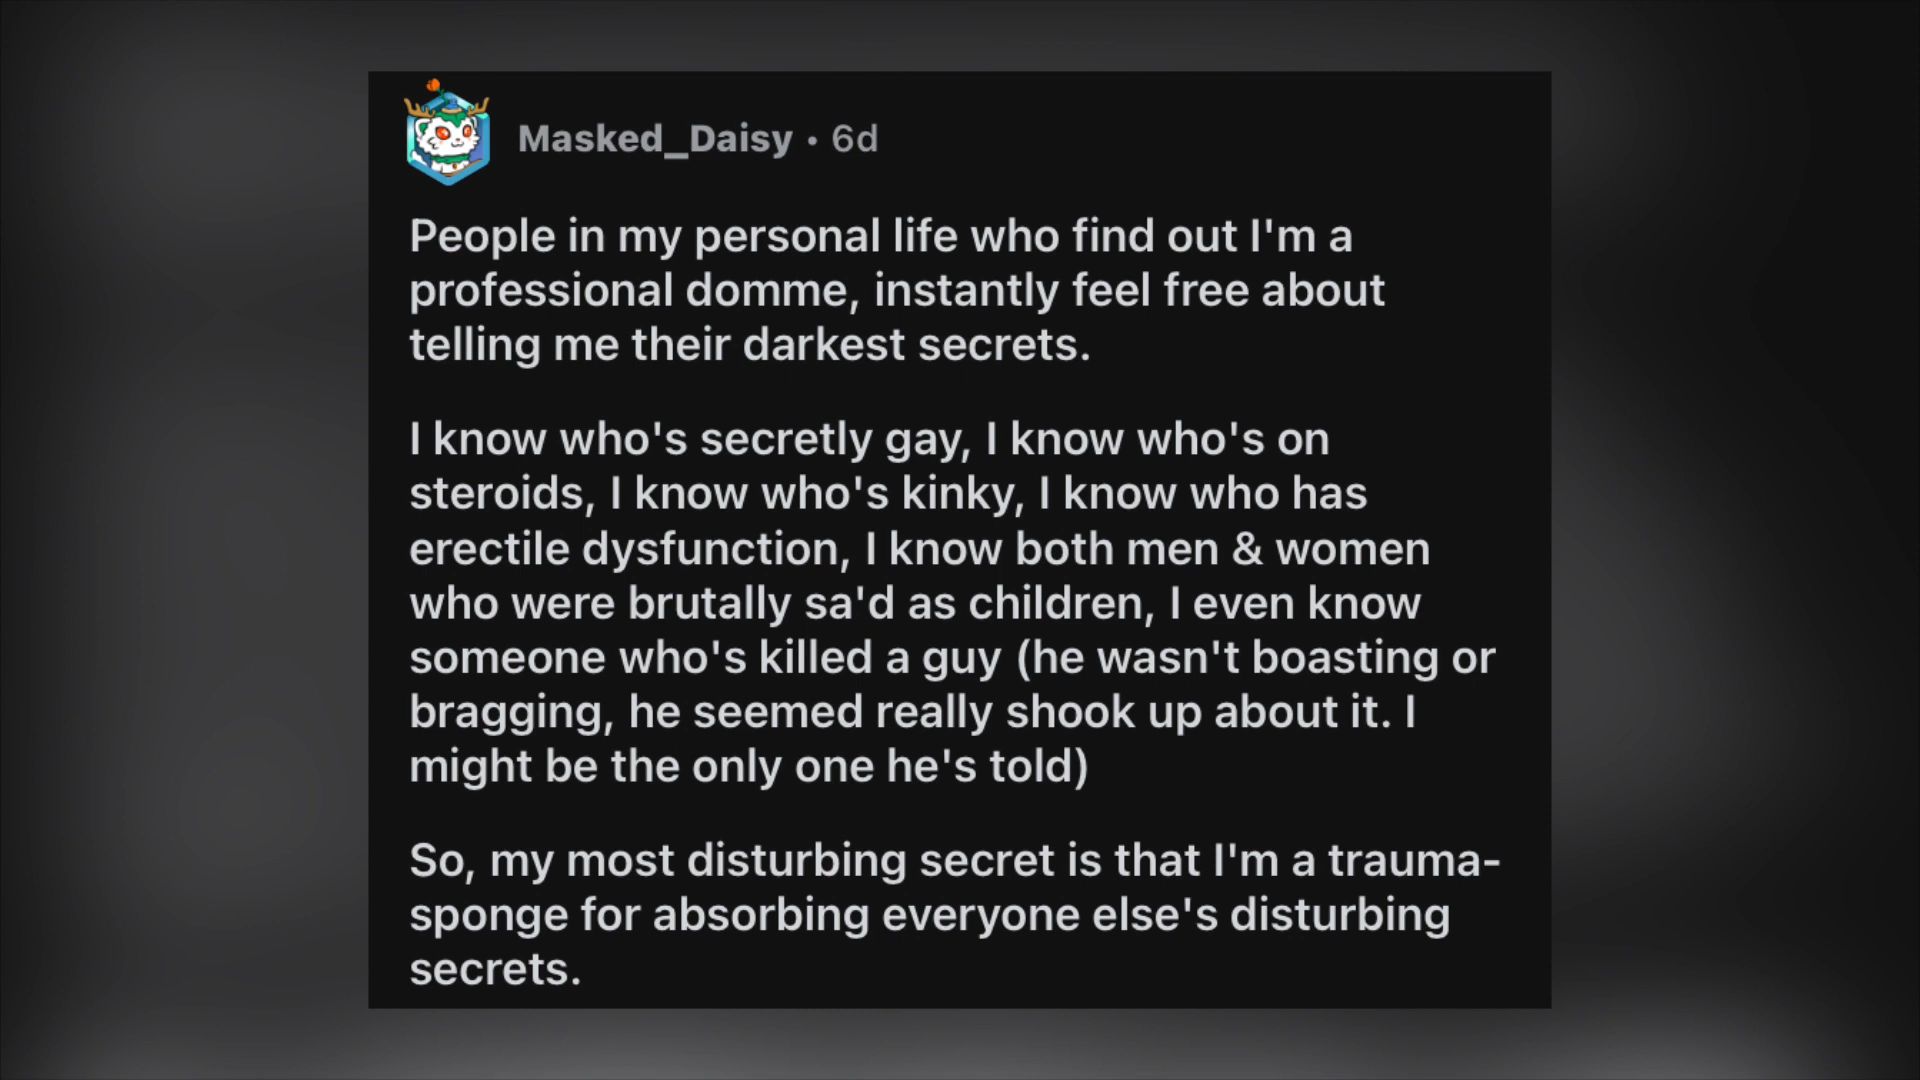 Masked_Daisy • 6d
People in my personal life who find out I'm a
professional domme, instantly feel free about
telling me their darkest secrets.
I know who's secretly gay, I know who's on
steroids, I know who's kinky, I know who has
erectile dysfunction, I know both men & women
who were brutally sa'd as children, I even know
someone who's killed a guy (he wasn't boasting or
bragging, he seemed really shook up about it. I
might be the only one he's told)
So, my most disturbing secret is that I'm a trauma-
sponge for absorbing everyone else's disturbing
secrets.